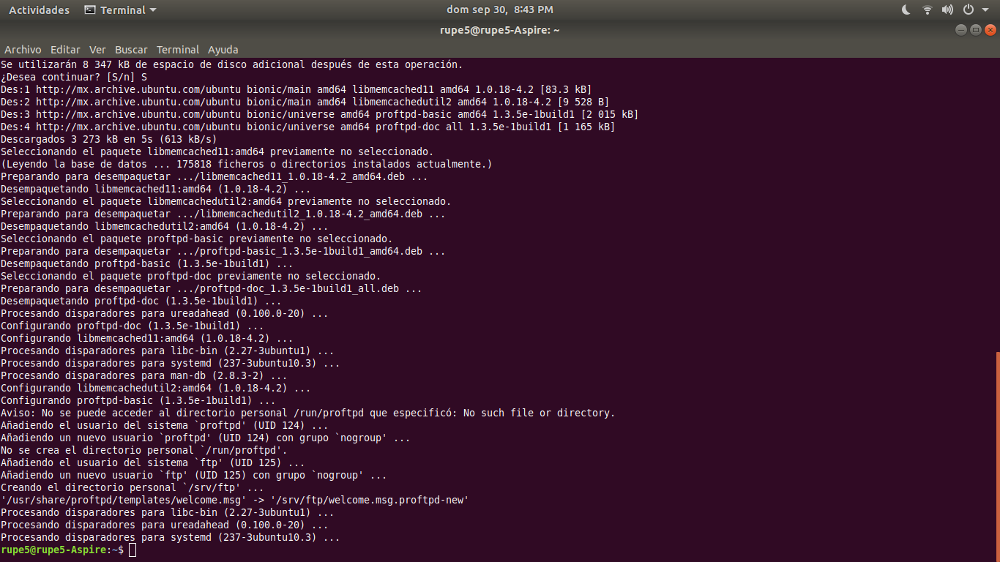 Actividades Terminal dom sep 30, 8:43 PM
rupe5@rupe5-Aspire: ~
Archivo Editar Ver Buscar Terminal Ayuda
Se utilizarán 8 347 kB de espacio de disco adicional después de esta operación.
¿Desea continuar? [S/n] S
Des:1 http://mx.archive.ubuntu.com/ubuntu bionic/main amd64 libmemcached11 amd64 1.0.18-4.2 [83.3 kB]
Des:2 http://mx.archive.ubuntu.com/ubuntu bionic/main amd64 libmemcachedutil2 amd64 1.0.18-4.2 [9 528 B]
Des:3 http://mx.archive.ubuntu.com/ubuntu bionic/universe amd64 proftpd-basic amd64 1.3.5e-1build1 [2 015 kB]
Des:4 http://mx.archive.ubuntu.com/ubuntu bionic/universe amd64 proftpd-doc all 1.3.5e-1build1 [1 165 kB]
Descargados 3 273 kB en 5s (613 kB/s)
Seleccionando el paquete libmemcached11:amd64 previamente no seleccionado.
(Leyendo la base de datos ... 175818 ficheros o directorios instalados actualmente.)
Preparando para desempaquetar .../libmemcached11_1.0.18-4.2_amd64.deb ...
Desempaquetando libmemcached11:amd64 (1.0.18-4.2) ...
Seleccionando el paquete libmemcachedutil2:amd64 previamente no seleccionado.
Preparando para desempaquetar .../libmemcachedutil2_1.0.18-4.2_amd64.deb ...
Desempaquetando libmemcachedutil2:amd64 (1.0.18-4.2) ...
Seleccionando el paquete proftpd-basic previamente no seleccionado.
Preparando para desempaquetar .../proftpd-basic_1.3.5e-1build1_amd64.deb ...
Desempaquetando proftpd-basic (1.3.5e-1build1) ...
Seleccionando el paquete proftpd-doc previamente no seleccionado.
Preparando para desempaquetar .../proftpd-doc_1.3.5e-1build1_all.deb ...
Desempaquetando proftpd-doc (1.3.5e-1build1) ...
Procesando disparadores para ureadahead (0.100.0-20) ...
Configurando proftpd-doc (1.3.5e-1build1) ...
Configurando libmemcached11:amd64 (1.0.18-4.2) ...
Procesando disparadores para libc-bin (2.27-3ubuntu1) ...
Procesando disparadores para systemd (237-3ubuntu10.3) ...
Procesando disparadores para man-db (2.8.3-2) ...
Configurando libmemcachedutil2:amd64 (1.0.18-4.2) ...
Configurando proftpd-basic (1.3.5e-1build1) ...
Aviso: No se puede acceder al directorio personal /run/proftpd que especificó: No such file or directory.
Añadiendo el usuario del sistema `proftpd' (UID 124) ...
Añadiendo un nuevo usuario `proftpd' (UID 124) con grupo `nogroup' ...
No se crea el directorio personal `/run/proftpd'.
Añadiendo el usuario del sistema `ftp' (UID 125) ...
Añadiendo un nuevo usuario `ftp' (UID 125) con grupo `nogroup' ...
Creando el directorio personal `/srv/ftp' ...
'/usr/share/proftpd/templates/welcome.msg' -> '/srv/ftp/welcome.msg.proftpd-new'
Procesando disparadores para libc-bin (2.27-3ubuntu1) ...
Procesando disparadores para ureadahead (0.100.0-20) ...
Procesando disparadores para systemd (237-3ubuntu10.3) ...
rupe5@rupe5-Aspire:~$